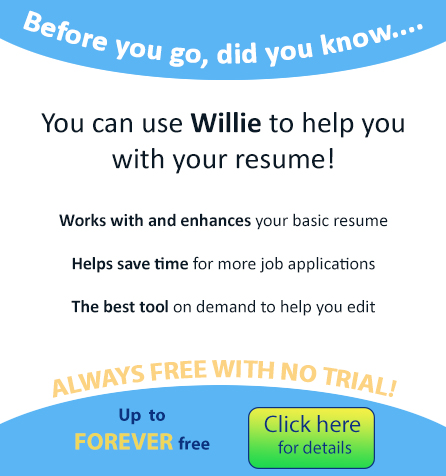 Before you go, did you know....
You can use Willie to help you
with your resume!
Works with and enhances your basic resume
Helps save time for more job applications
The best tool on demand to help you edit
ALWAYS FREE WITH NO TRIAL!
Up to
FOREVER free
Click here
for details